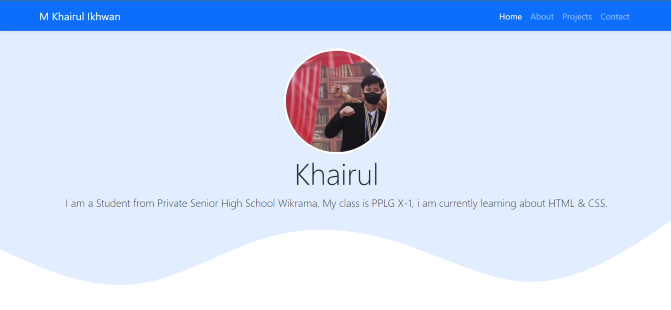 M Khairul Ikhwan
Home About Projects Contact
Khairul
I am a Student from Private Senior High School Wikrama. My class is PPLG X-1, i am currently learning about HTML & CSS.